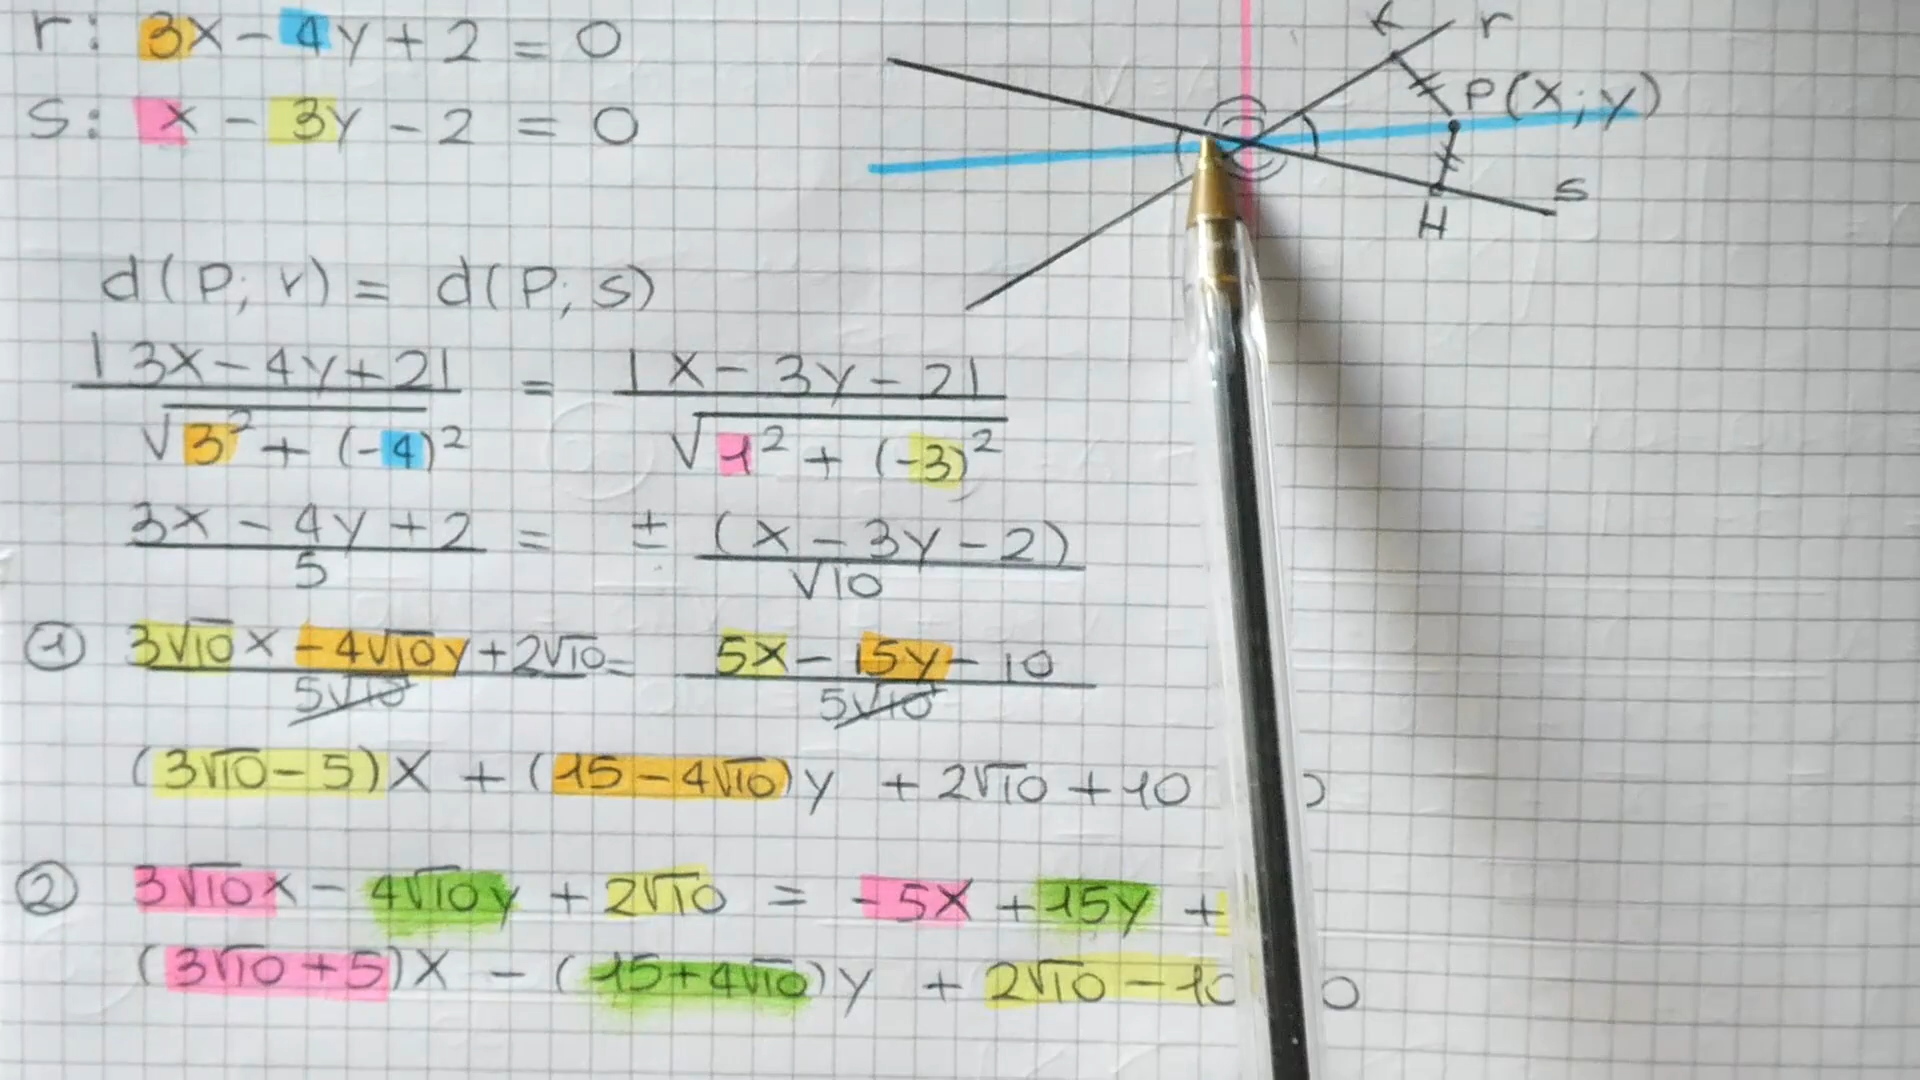 r: 3x - 4y + 2 = 0
s: x - 3y - 2 = 0
K r
P(x;y)
H s
d(P;r) = d(P;s)
|3x - 4y + 2| / √3² + (-4)² = |x - 3y - 2| / √1² + (-3)²
3x - 4y + 2 / 5 = ± (x - 3y - 2) / √10
① 3√10x - 4√10y + 2√10 / 5√10 = 5x - 15y - 10 / 5√10
(3√10 - 5)x + (15 - 4√10)y + 2√10 + 10
② 3√10x - 4√10y + 2√10 = -5x + 15y +
(3√10 + 5)x - (15 + 4√10)y + 2√10 - 10 0